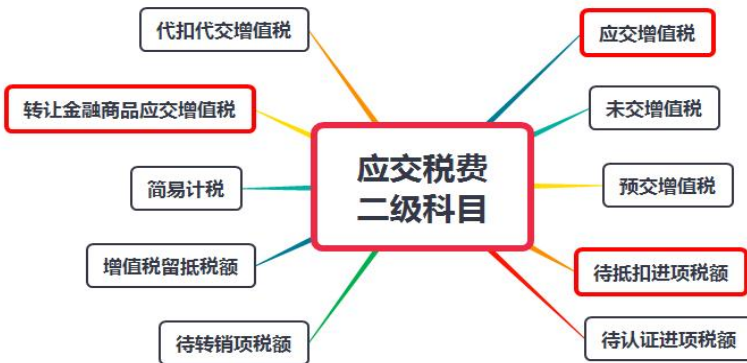 代扣代交增值税
应交增值税
转让金融商品应交增值税
未交增值税
应交税费
二级科目
简易计税
预交增值税
增值税留抵税额
待抵扣进项税额
待转销项税额
待认证进项税额